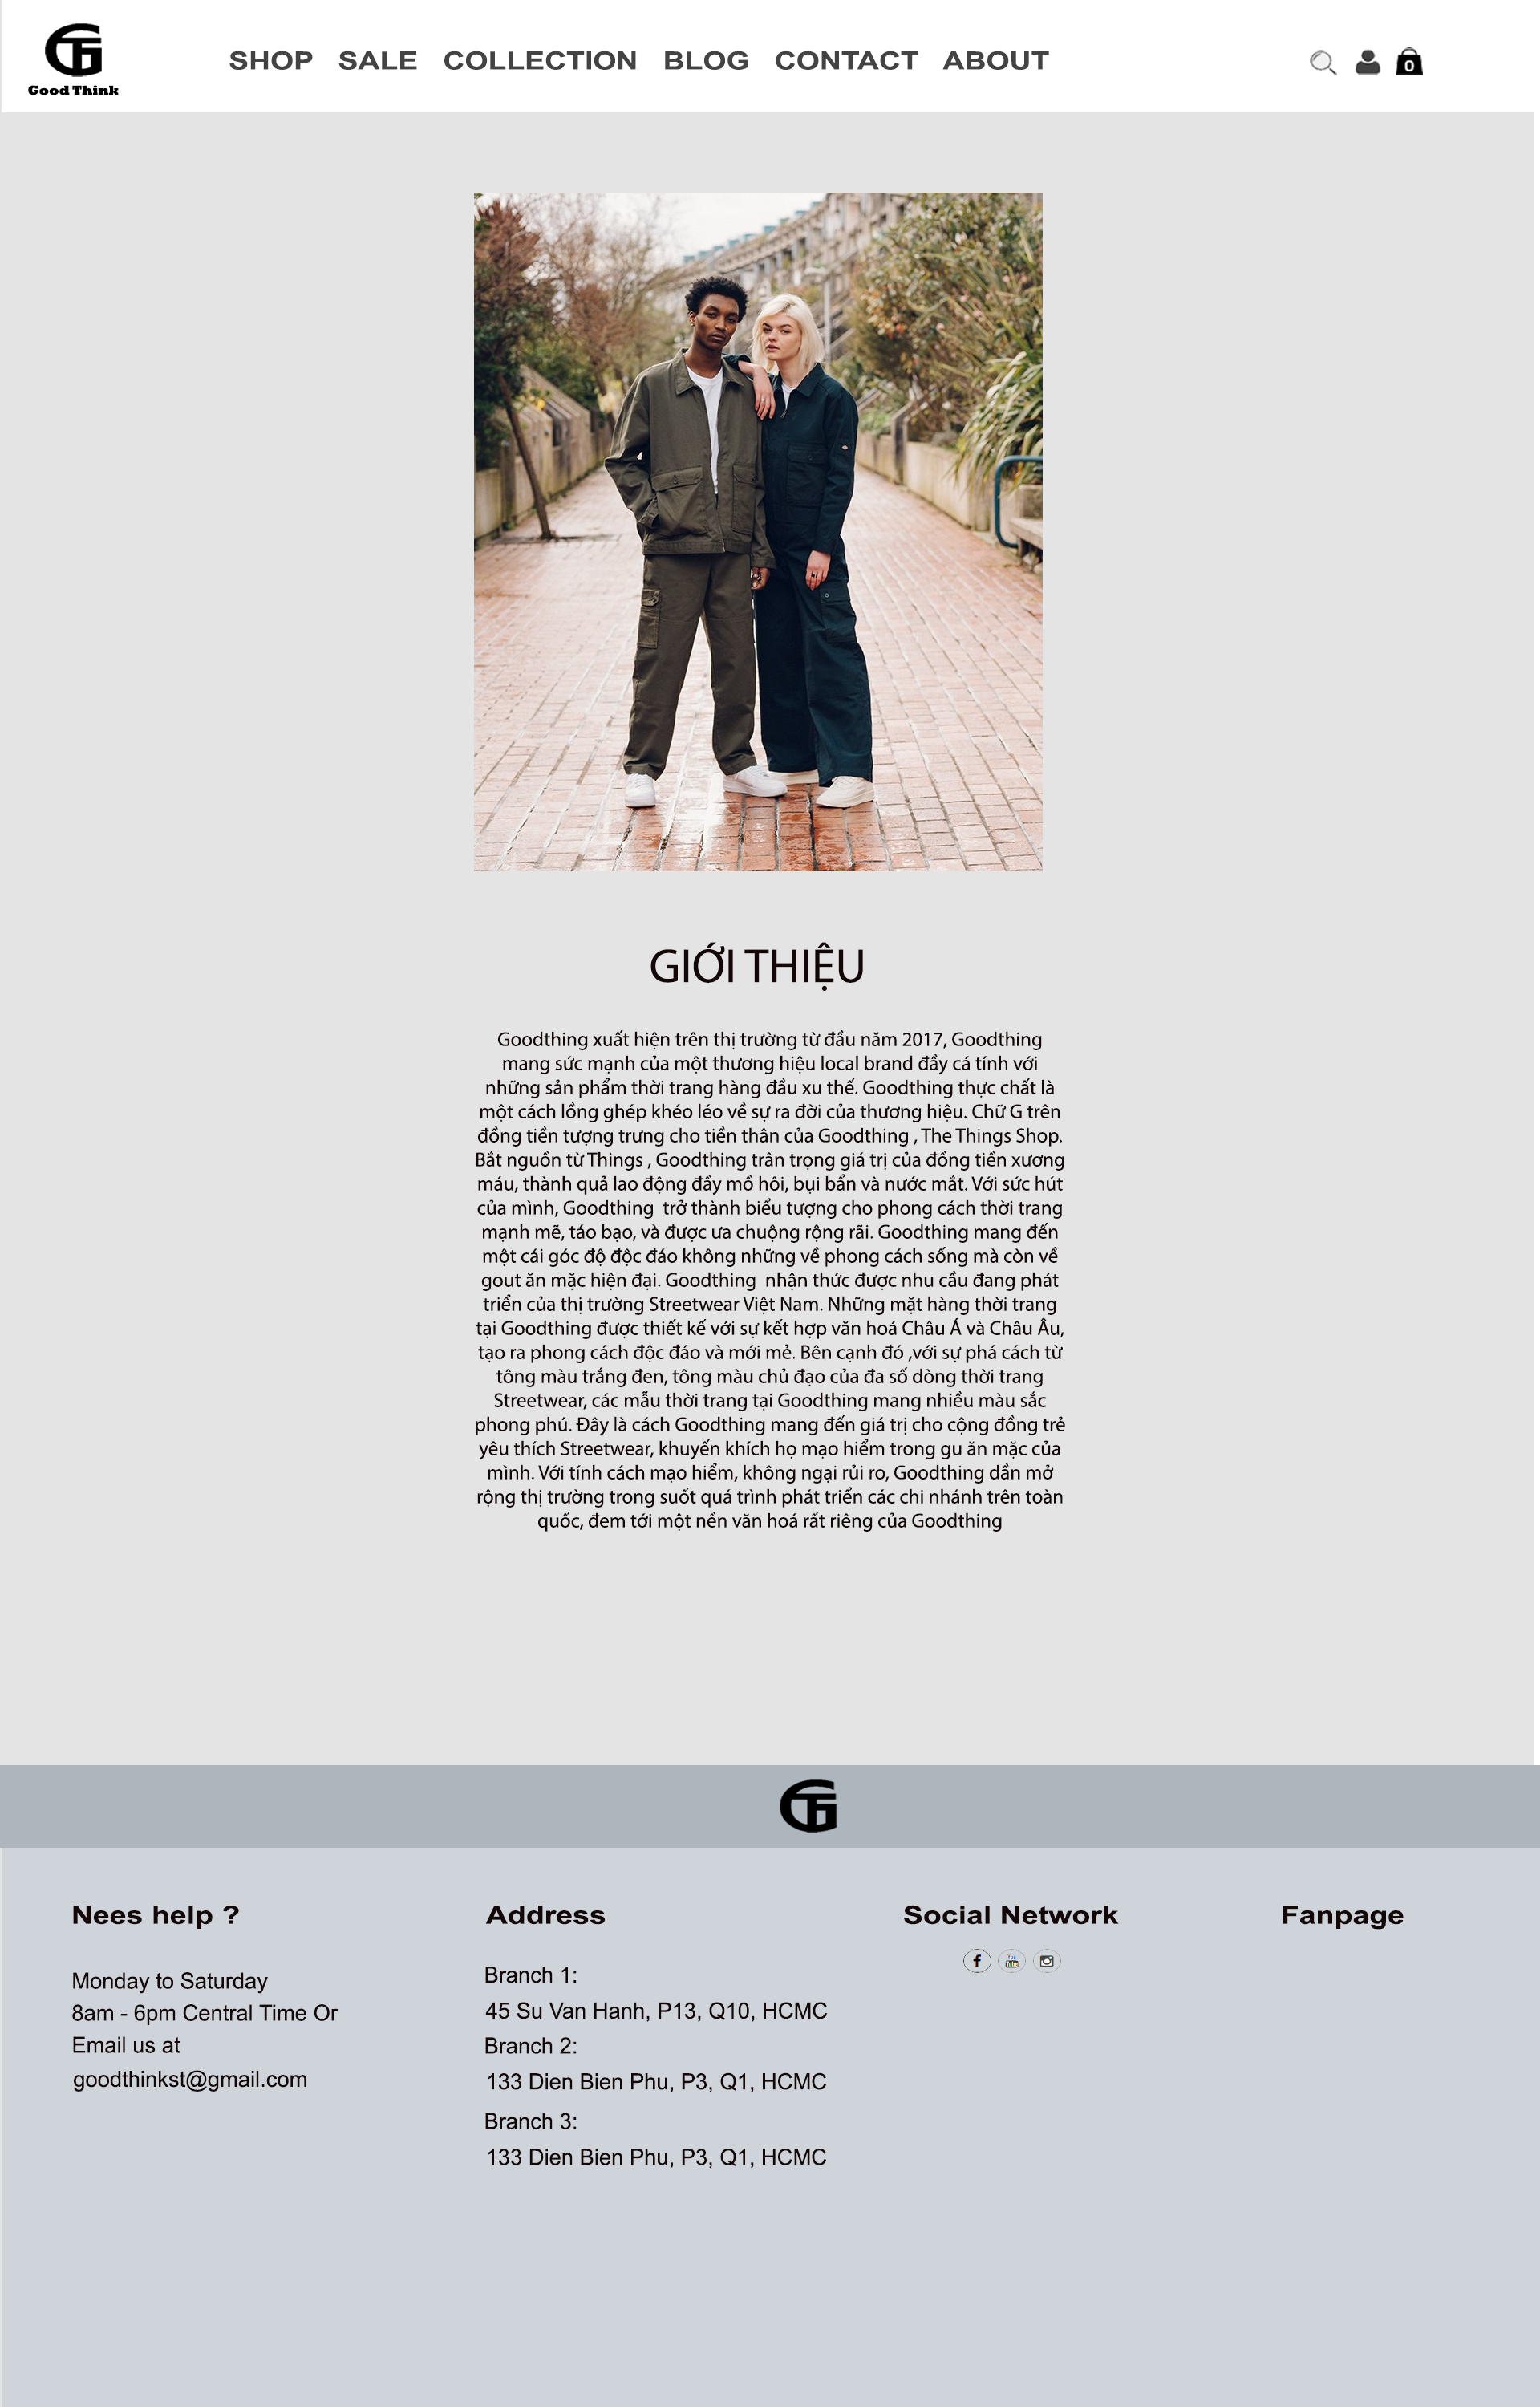 Good Think
SHOP SALE COLLECTION BLOG CONTACT ABOUT
0
GIỚI THIỆU
Goodthing xuất hiện trên thị trường từ đầu năm 2017, Goodthing
mang sức mạnh của một thương hiệu local brand đầy cá tính với
những sản phẩm thời trang hàng đầu xu thế. Goodthing thực chất là
một cách lồng ghép khéo léo về sự ra đời của thương hiệu. Chữ G trên
đồng tiền tượng trưng cho tiền thân của Goodthing , The Things Shop.
Bắt nguồn từ Things , Goodthing trân trọng giá trị của đồng tiền xương
máu, thành quả lao động đầy mồ hôi, bụi bẩn và nước mắt. Với sức hút
của mình, Goodthing  trở thành biểu tượng cho phong cách thời trang
mạnh mẽ, táo bạo, và được ưa chuộng rộng rãi. Goodthing mang đến
một cái góc độ độc đáo không những về phong cách sống mà còn về
gout ăn mặc hiện đại. Goodthing  nhận thức được nhu cầu đang phát
triển của thị trường Streetwear Việt Nam. Những mặt hàng thời trang
tại Goodthing được thiết kế với sự kết hợp văn hoá Châu Á và Châu Âu,
tạo ra phong cách độc đáo và mới mẻ. Bên cạnh đó ,với sự phá cách từ
tông màu trắng đen, tông màu chủ đạo của đa số dòng thời trang
Streetwear, các mẫu thời trang tại Goodthing mang nhiều màu sắc
phong phú. Đây là cách Goodthing mang đến giá trị cho cộng đồng trẻ
yêu thích Streetwear, khuyến khích họ mạo hiểm trong gu ăn mặc của
mình. Với tính cách mạo hiểm, không ngại rủi ro, Goodthing dần mở
rộng thị trường trong suốt quá trình phát triển các chi nhánh trên toàn
quốc, đem tới một nền văn hoá rất riêng của Goodthing
Nees help ?
Monday to Saturday
8am - 6pm Central Time Or
Email us at
goodthinkst@gmail.com
Address
Branch 1:
45 Su Van Hanh, P13, Q10, HCMC
Branch 2:
133 Dien Bien Phu, P3, Q1, HCMC
Branch 3:
133 Dien Bien Phu, P3, Q1, HCMC
Social Network
You
Tube
Fanpage